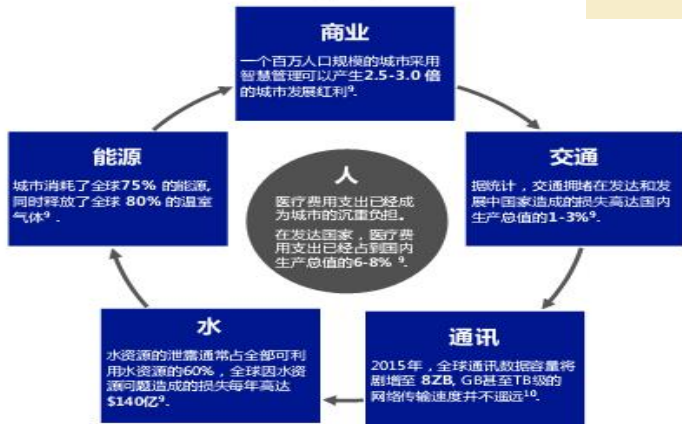 商业
一个百万人口规模的城市采用
智慧管理可以产生2.5-3.0 倍
的城市发展红利⁹.
能源
城市消耗了全球75% 的能源,
同时释放了全球 80% 的温室
气体⁹ .
人
医疗费用支出已经成
为城市的沉重负担。
在发达国家，医疗费
用支出已经占到国内
生产总值的6-8% ⁹.
交通
据统计，交通拥堵在发达和发
展中国家造成的损失高达国内
生产总值的1-3%⁹.
水
水资源的泄露通常占全部可利
用水资源的60%，全球因水资
源问题造成的损失每年高达
$140亿⁹.
通讯
2015年，全球通讯数据容量将
剧增至 8ZB, GB甚至TB级的
网络传输速度并不遥远¹⁰.